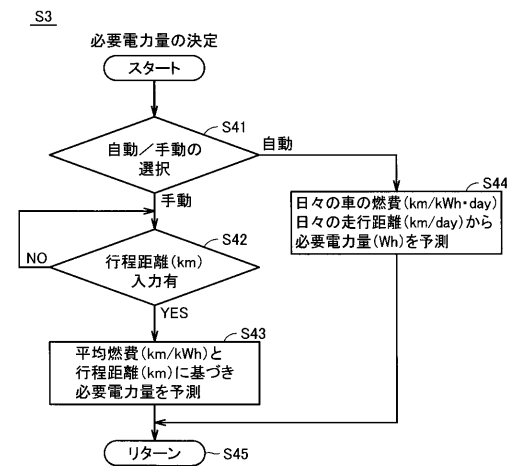 S3
必要電力量の決定
スタート
S41
自動／手動の
選択
自動
手動
S44
日々の車の燃費(km/kWh・day)
日々の走行距離(km/day)から
必要電力量(Wh)を予測
S42
行程距離(km)
入力有
NO
YES
S43
平均燃費(km/kWh)と
行程距離(km)に基づき
必要電力量を予測
リターン
S45